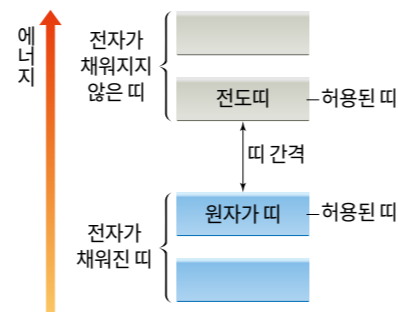 에너지
전자가
채워지지
않은 띠
전도띠
허용된 띠
띠 간격
원자가 띠
허용된 띠
전자가
채워진 띠